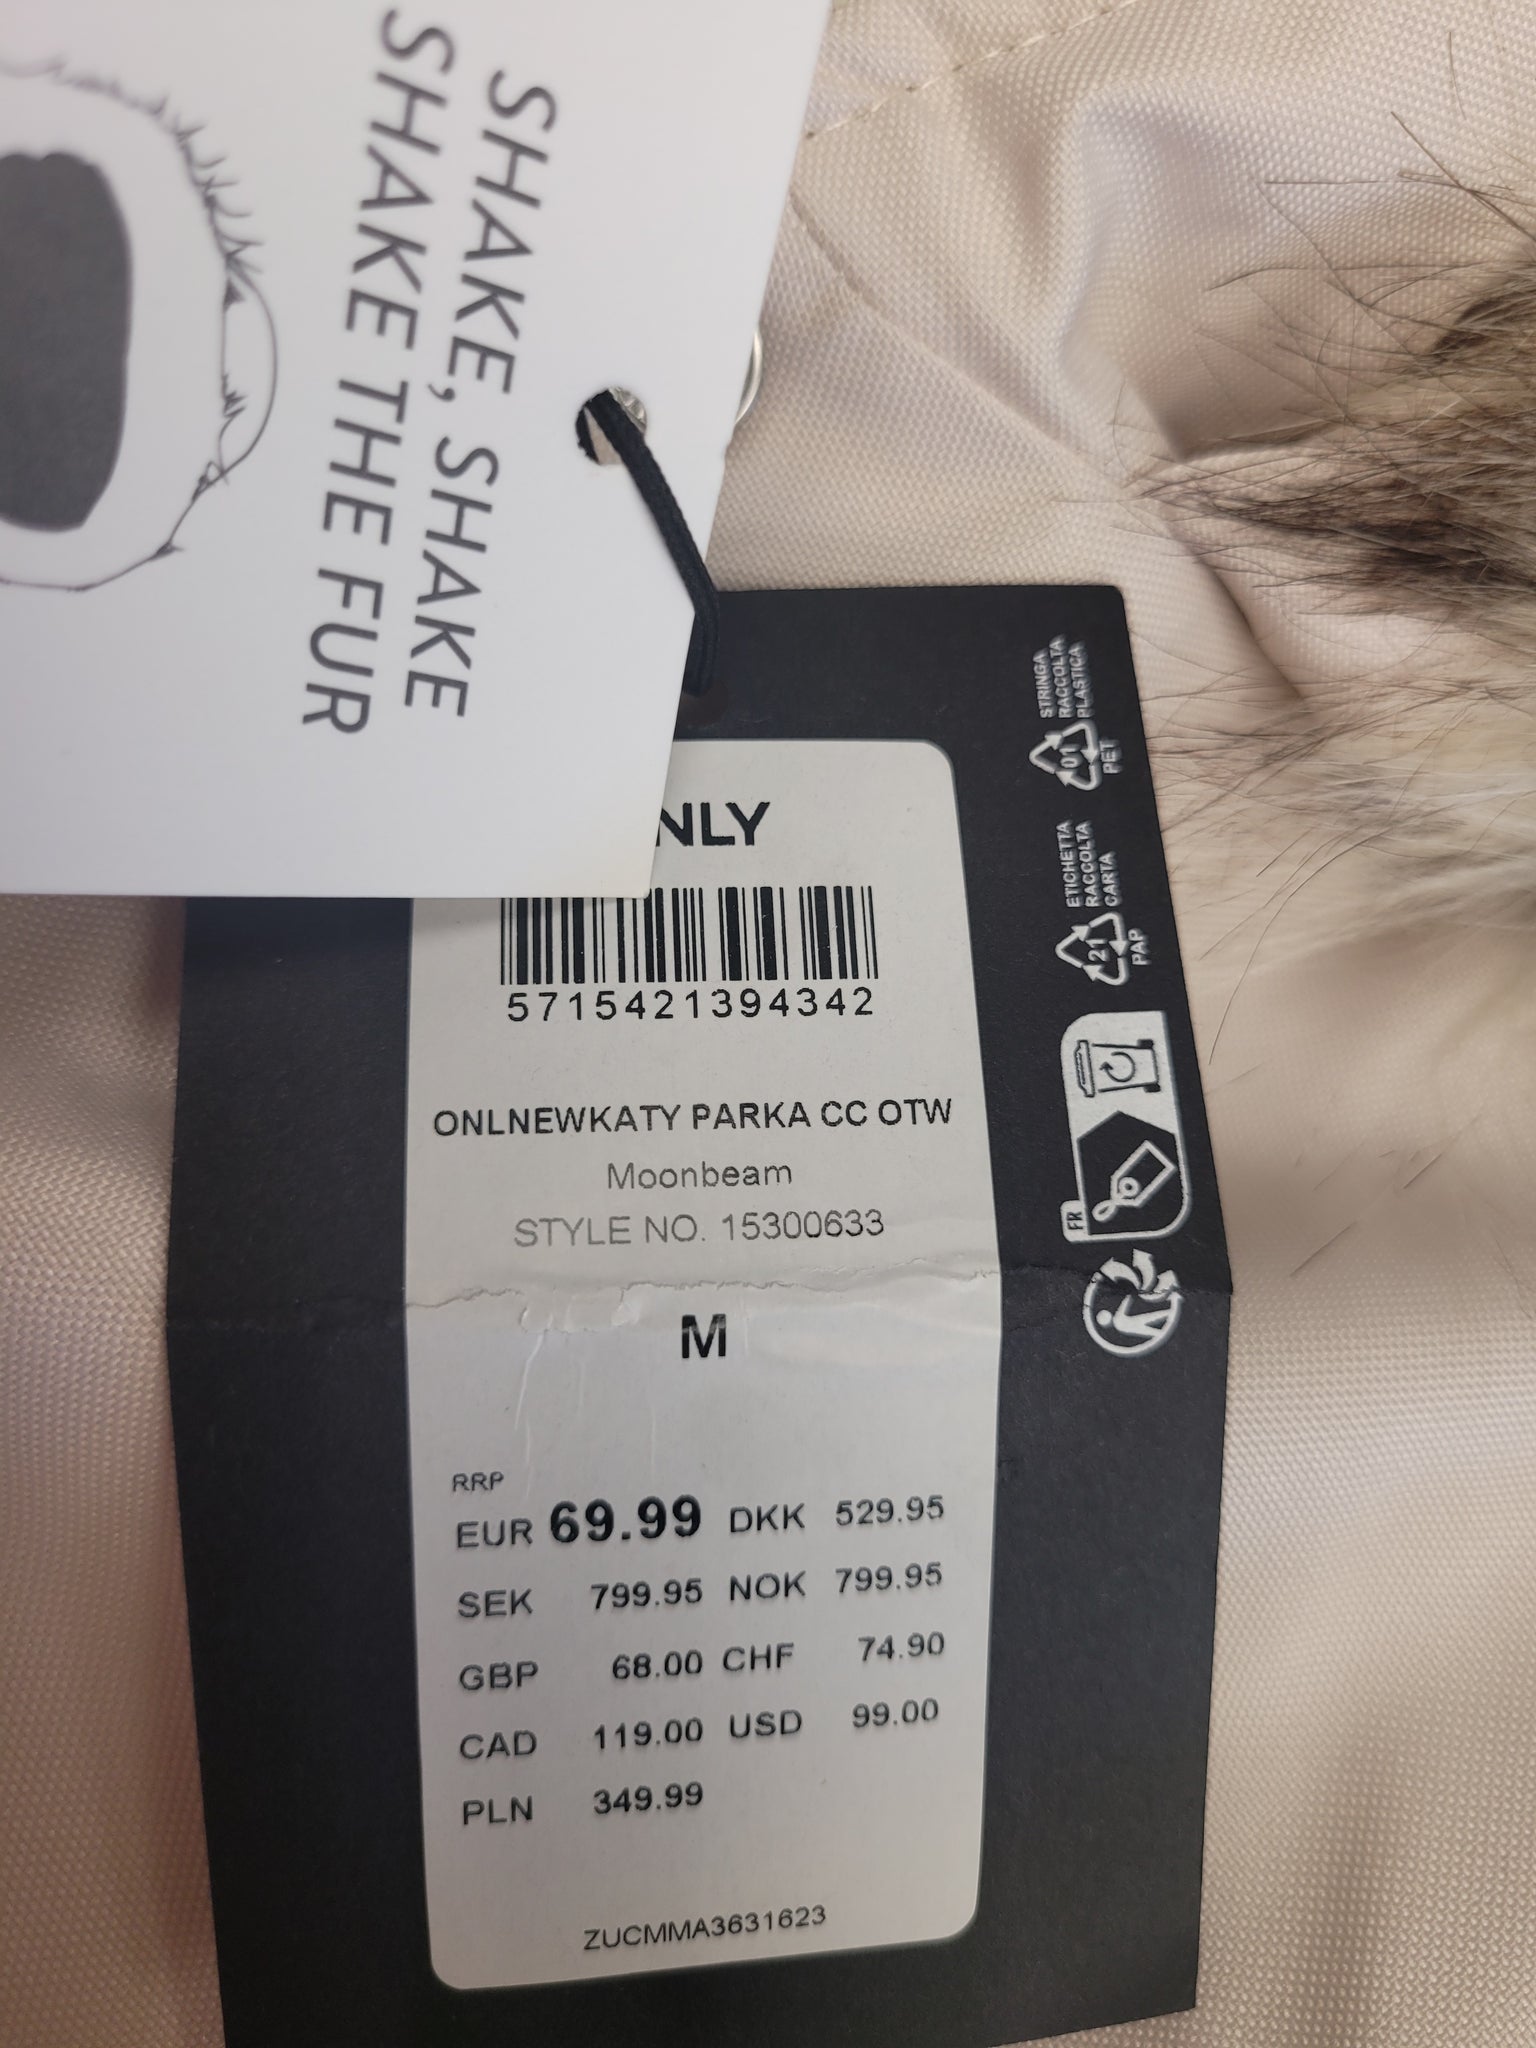 SHAKE, SHAKE
SHAKE THE FUR
NLY
5715421394342
ONLNEWKATY PARKA CC OTW
Moonbeam
STYLE NO. 15300633
M
RRP
EUR 69.99 DKK 529.95
SEK 799.95 NOK 799.95
GBP 68.00 CHF 74.90
CAD 119.00 USD 99.00
PLN 349.99
ZUCMMA3631623
STRINGA
RACCOLTA
PLASTICA
01
PET
ETICHETTA
RACCOLTA
CARTA
21
PAP
FR